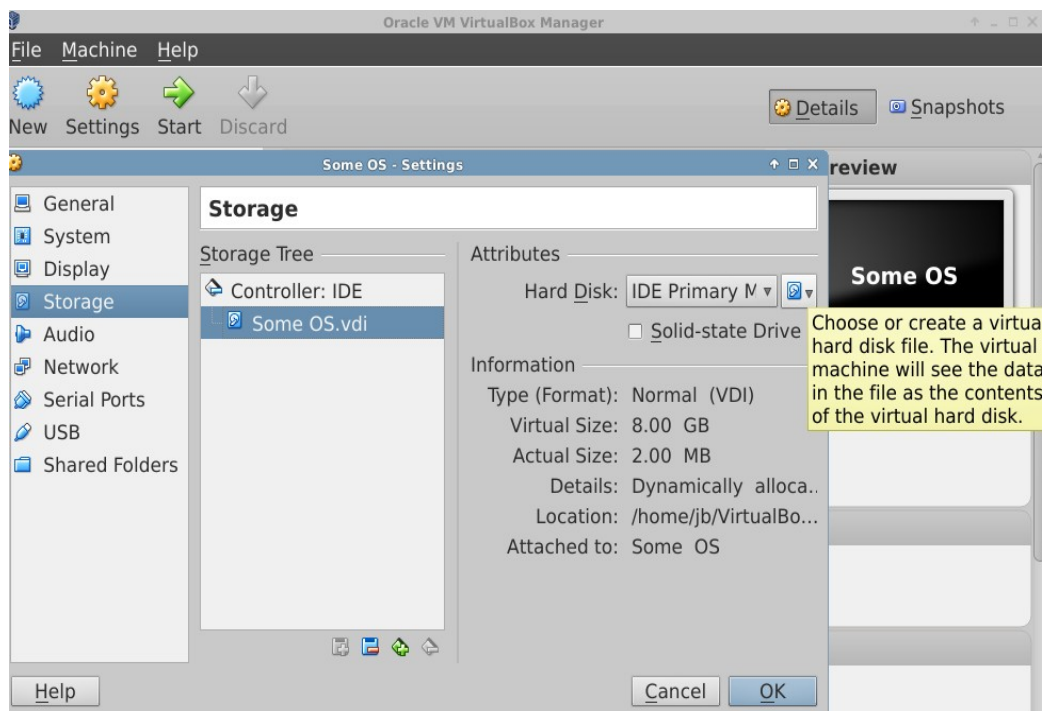 Oracle VM VirtualBox Manager
File Machine Help
New Settings Start Discard
Details Snapshots
Some OS - Settings
review
General
System
Display
Storage
Audio
Network
Serial Ports
USB
Shared Folders
Storage
Storage Tree
Controller: IDE
Some OS.vdi
Attributes
Hard Disk: IDE Primary M
Solid-state Drive
Information
Type (Format): Normal (VDI)
Virtual Size: 8.00 GB
Actual Size: 2.00 MB
Details: Dynamically alloca..
Location: /home/jb/VirtualBo...
Attached to: Some OS
Some OS
Choose or create a virtua
hard disk file. The virtual
machine will see the data
in the file as the contents
of the virtual hard disk.
Help Cancel OK